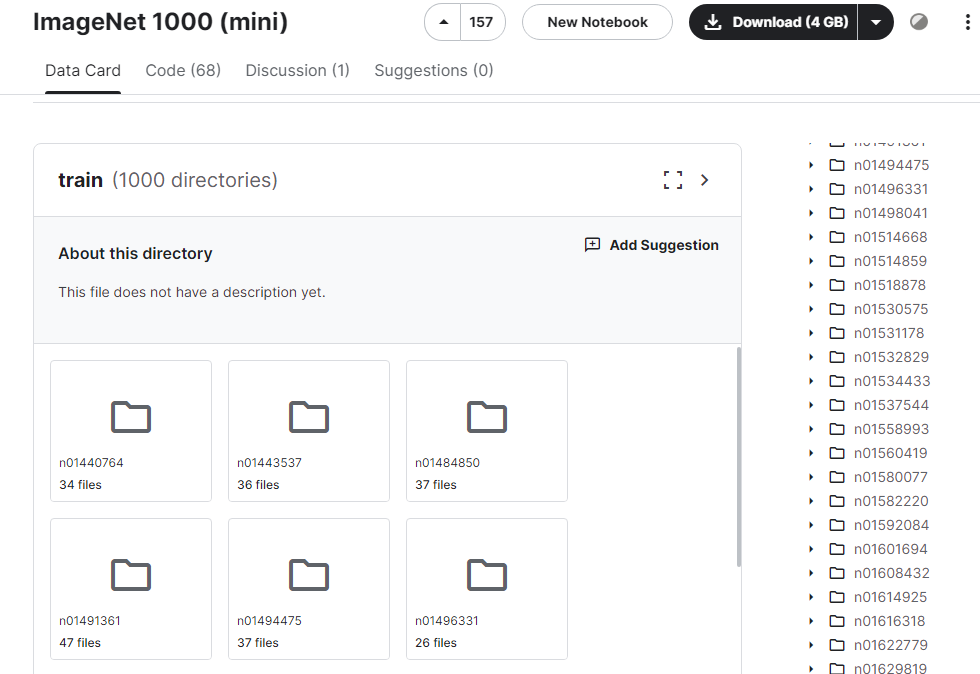 ImageNet 1000 (mini)
157
New Notebook
Download (4 GB)
Data Card
Code (68)
Discussion (1)
Suggestions (0)
train (1000 directories)
About this directory
Add Suggestion
This file does not have a description yet.
n01440764
34 files
n01443537
36 files
n01484850
37 files
n01491361
47 files
n01494475
37 files
n01496331
26 files
n01491361
n01494475
n01496331
n01498041
n01514668
n01514859
n01518878
n01530575
n01531178
n01532829
n01534433
n01537544
n01558993
n01560419
n01580077
n01582220
n01592084
n01601694
n01608432
n01614925
n01616318
n01622779
n01629819